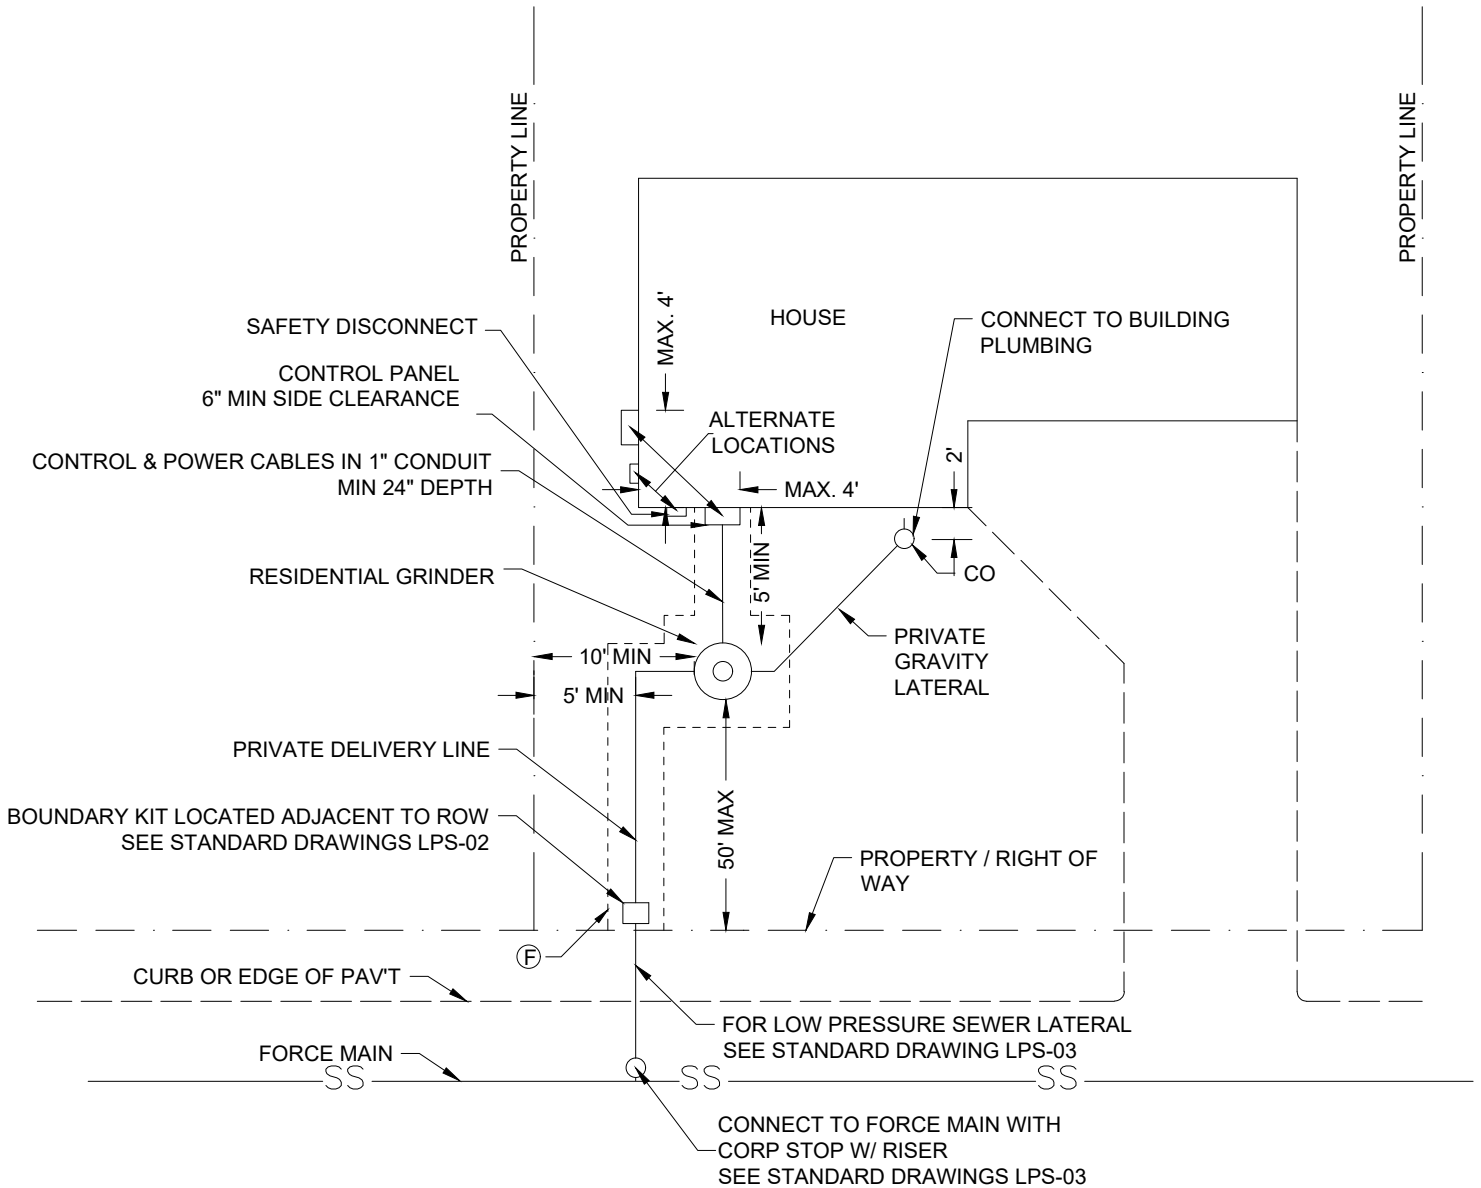 PROPERTY LINE
PROPERTY LINE
HOUSE
MAX. 4'
SAFETY DISCONNECT
CONNECT TO BUILDING
PLUMBING
CONTROL PANEL
6" MIN SIDE CLEARANCE
ALTERNATE
LOCATIONS
CONTROL & POWER CABLES IN 1" CONDUIT
MIN 24" DEPTH
MAX. 4'
2'
5' MIN
CO
RESIDENTIAL GRINDER
PRIVATE
GRAVITY
LATERAL
10' MIN
5' MIN
PRIVATE DELIVERY LINE
BOUNDARY KIT LOCATED ADJACENT TO ROW
SEE STANDARD DRAWINGS LPS-02
50' MAX
PROPERTY / RIGHT OF
WAY
F
CURB OR EDGE OF PAV'T
FOR LOW PRESSURE SEWER LATERAL
SEE STANDARD DRAWING LPS-03
FORCE MAIN
SS
SS
SS
CONNECT TO FORCE MAIN WITH
CORP STOP W/ RISER
SEE STANDARD DRAWINGS LPS-03